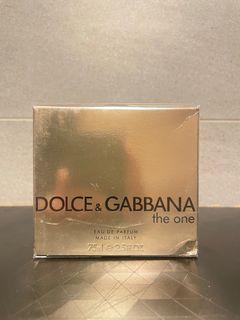 DOLCE & GABBANA
the one
EAU DE PARFUM
MADE IN ITALY